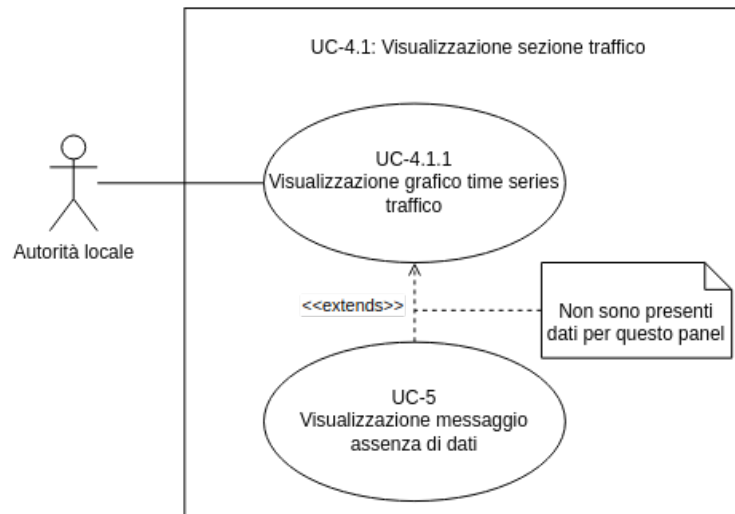 UC-4.1: Visualizzazione sezione traffico
UC-4.1.1
Visualizzazione grafico time series
traffico
Autorità locale
<<extends>>
Non sono presenti
dati per questo panel
UC-5
Visualizzazione messaggio
assenza di dati